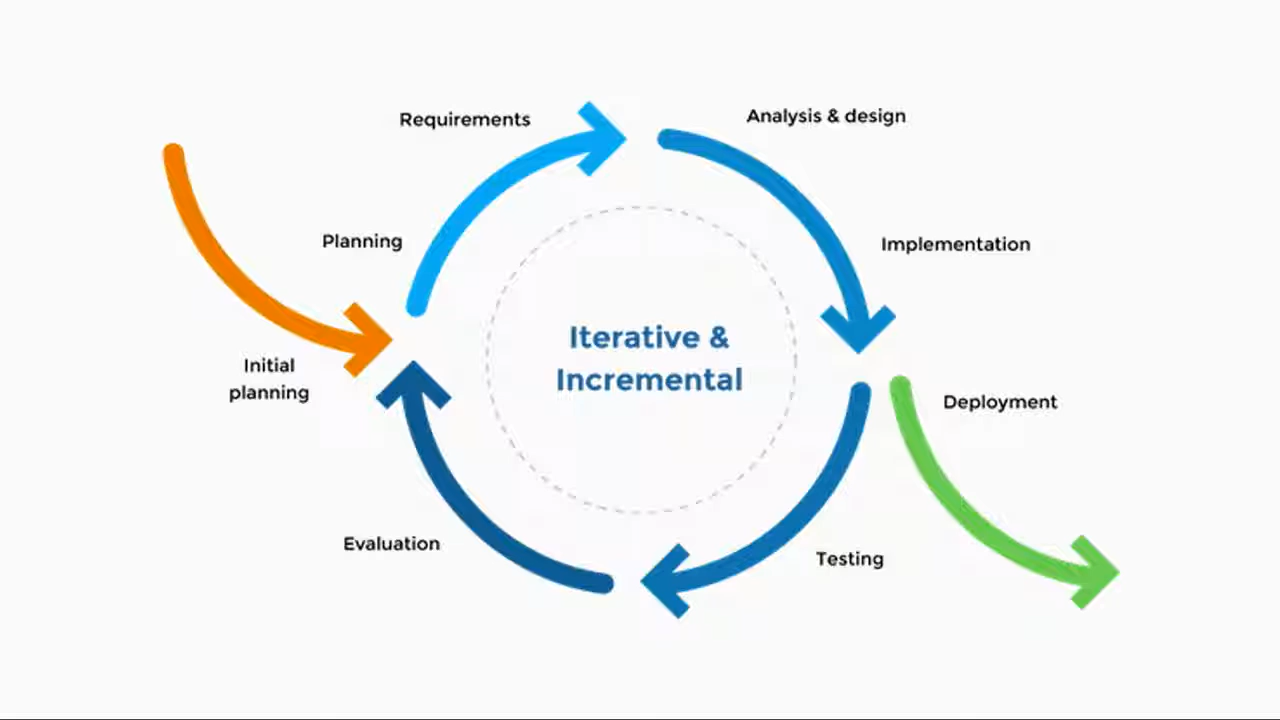 Requirements
Analysis & design
Planning
Implementation
Iterative &
Incremental
Initial
planning
Deployment
Evaluation
Testing